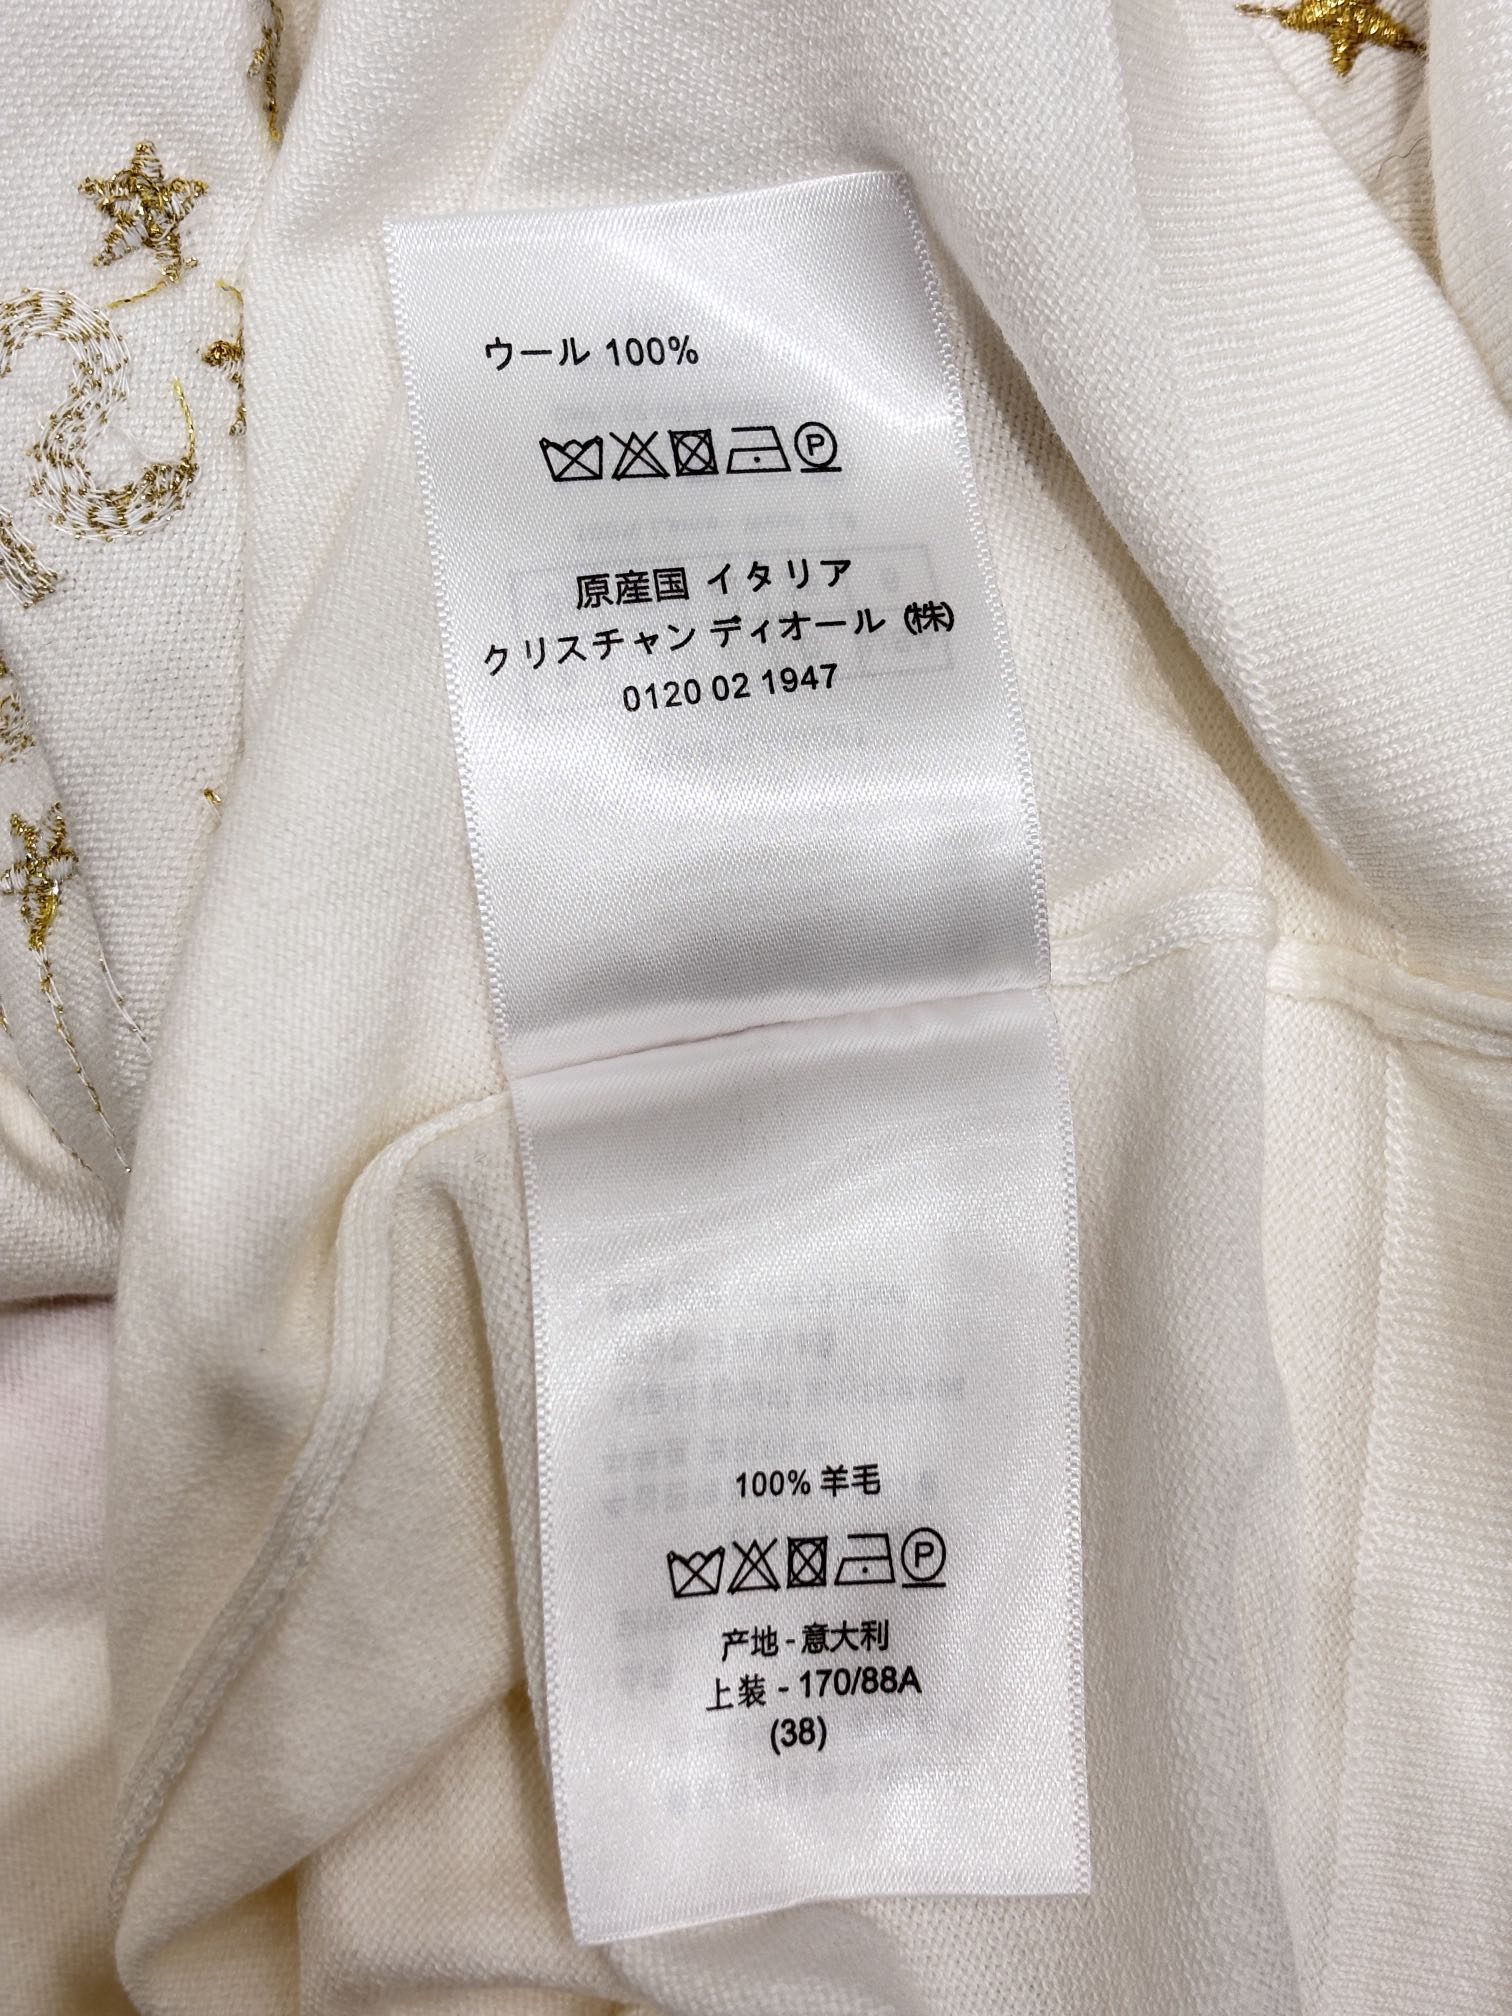 ウール 100%
P
原産国 イタリア
クリスチャン ディオール (株)
0120 02 1947
100% 羊毛
P
产地 - 意大利
上装 - 170/88A
(38)